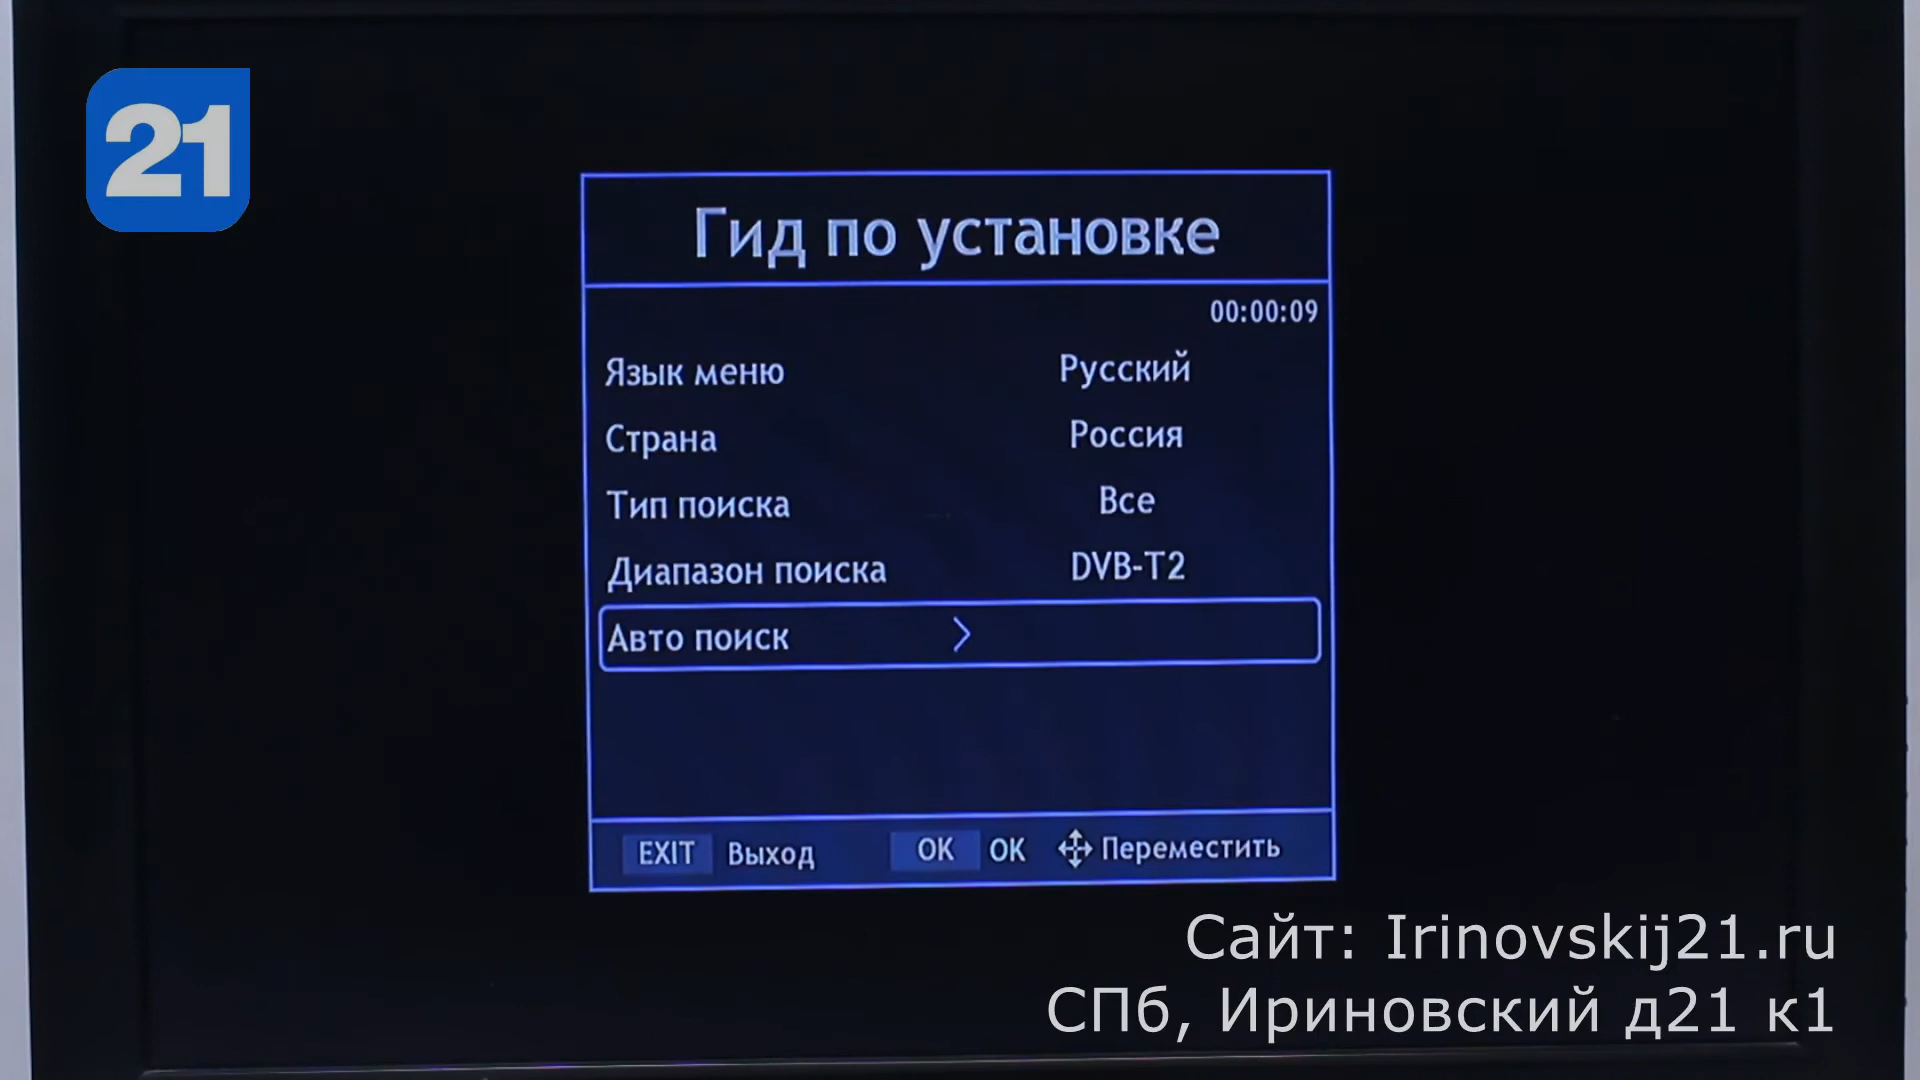 21
Гид по установке
00:00:09
Язык меню Русский
Страна Россия
Тип поиска Все
Диапазон поиска DVB-T2
Авто поиск >
EXIT Выход OK OK Переместить
Сайт: Irinovskij21.ru
СПб, Ириновский д21 к1